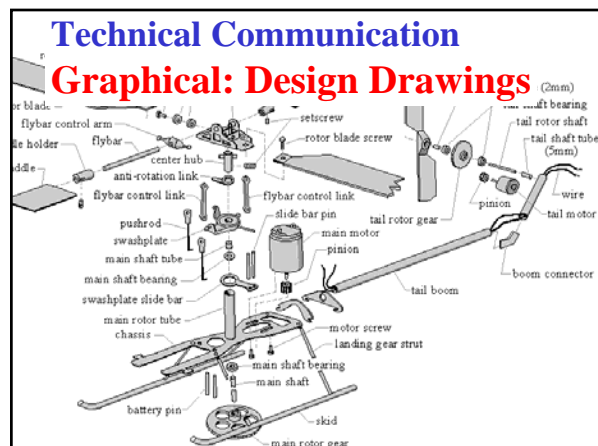 Technical Communication
Graphical: Design Drawings
(2mm)
tail shaft bearing
tail rotor shaft
tail shaft tube
(5mm)
wire
tail motor
boom connector
tail rotor gear
pinion
tail boom
setscrew
rotor blade screw
flybar control arm
flybar
center hub
anti-rotation link
flybar control link
flybar control link
slide bar pin
pushrod
swashplate
main motor
pinion
main shaft tube
main shaft bearing
swashplate slide bar
main rotor tube
chassis
motor screw
landing gear strut
main shaft bearing
main shaft
battery pin
skid
main rotor gear